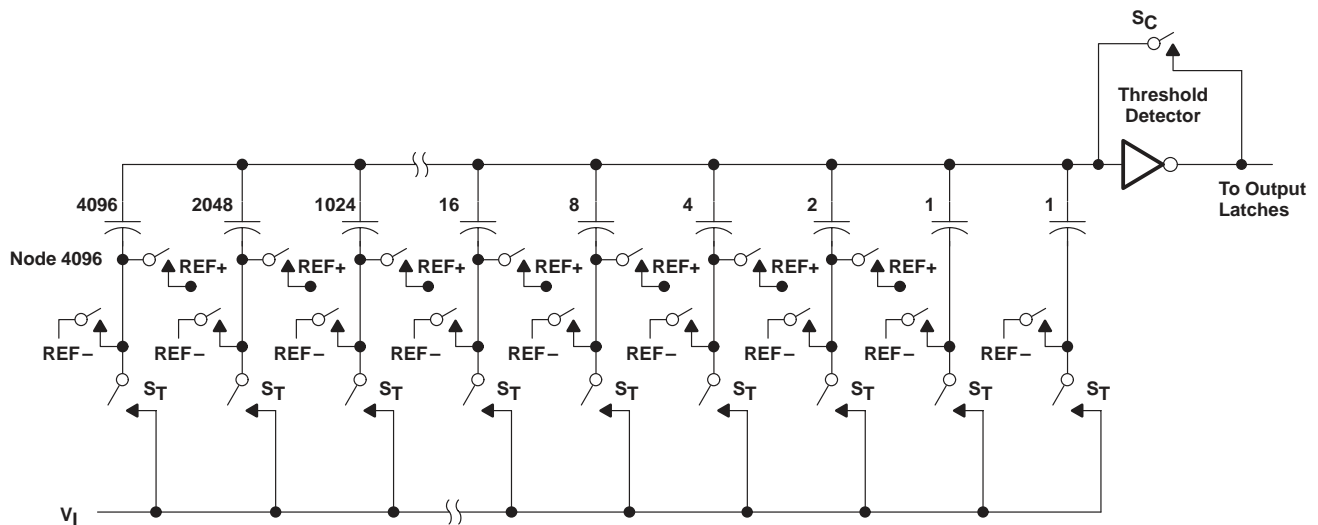 SC
Threshold
Detector
To Output
Latches
4096 2048 1024 16 8 4 2 1 1
Node 4096 REF+ REF+ REF+ REF+ REF+ REF+ REF+
REF− REF− REF− REF− REF− REF− REF− REF− REF−
ST ST ST ST ST ST ST ST ST
VI